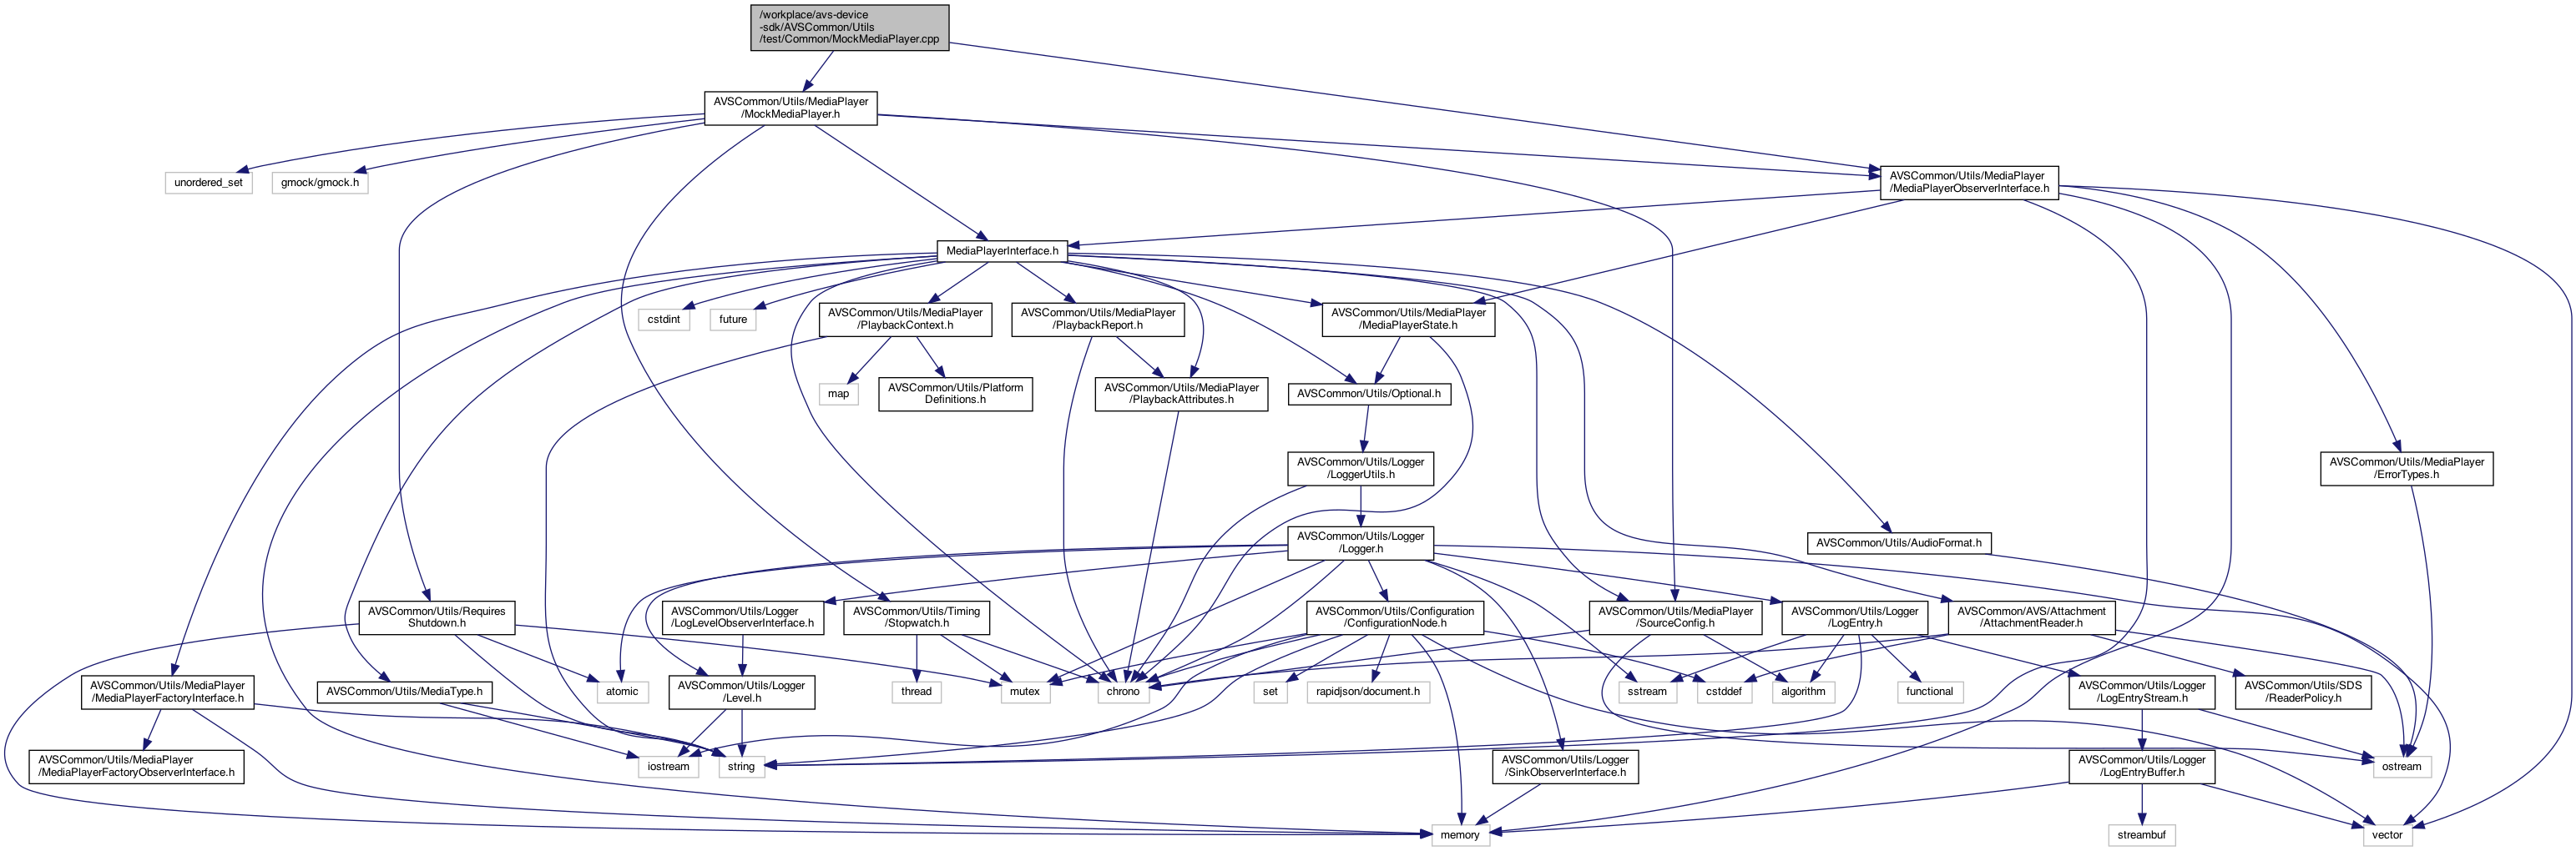 /workplace/avs-device
-sdk/AVSCommon/Utils
/test/Common/MockMediaPlayer.cpp
AVSCommon/Utils/MediaPlayer
/MockMediaPlayer.h
unordered_set
gmock/gmock.h
AVSCommon/Utils/MediaPlayer
/MediaPlayerObserverInterface.h
MediaPlayerInterface.h
cstdint
future
AVSCommon/Utils/MediaPlayer
/PlaybackContext.h
AVSCommon/Utils/MediaPlayer
/PlaybackReport.h
AVSCommon/Utils/MediaPlayer
/MediaPlayerState.h
map
AVSCommon/Utils/Platform
Definitions.h
AVSCommon/Utils/MediaPlayer
/PlaybackAttributes.h
AVSCommon/Utils/Optional.h
AVSCommon/Utils/Logger
/LoggerUtils.h
AVSCommon/Utils/MediaPlayer
/ErrorTypes.h
AVSCommon/Utils/Logger
/Logger.h
AVSCommon/Utils/AudioFormat.h
AVSCommon/Utils/Requires
Shutdown.h
AVSCommon/Utils/Logger
/LogLevelObserverInterface.h
AVSCommon/Utils/Timing
/Stopwatch.h
AVSCommon/Utils/Configuration
/ConfigurationNode.h
AVSCommon/Utils/MediaPlayer
/SourceConfig.h
AVSCommon/Utils/Logger
/LogEntry.h
AVSCommon/AVS/Attachment
/AttachmentReader.h
AVSCommon/Utils/MediaPlayer
/MediaPlayerFactoryInterface.h
AVSCommon/Utils/MediaType.h
atomic
AVSCommon/Utils/Logger
/Level.h
thread
mutex
chrono
set
rapidjson/document.h
sstream
cstddef
algorithm
functional
AVSCommon/Utils/Logger
/LogEntryStream.h
AVSCommon/Utils/SDS
/ReaderPolicy.h
AVSCommon/Utils/MediaPlayer
/MediaPlayerFactoryObserverInterface.h
iostream
string
AVSCommon/Utils/Logger
/SinkObserverInterface.h
AVSCommon/Utils/Logger
/LogEntryBuffer.h
ostream
memory
streambuf
vector